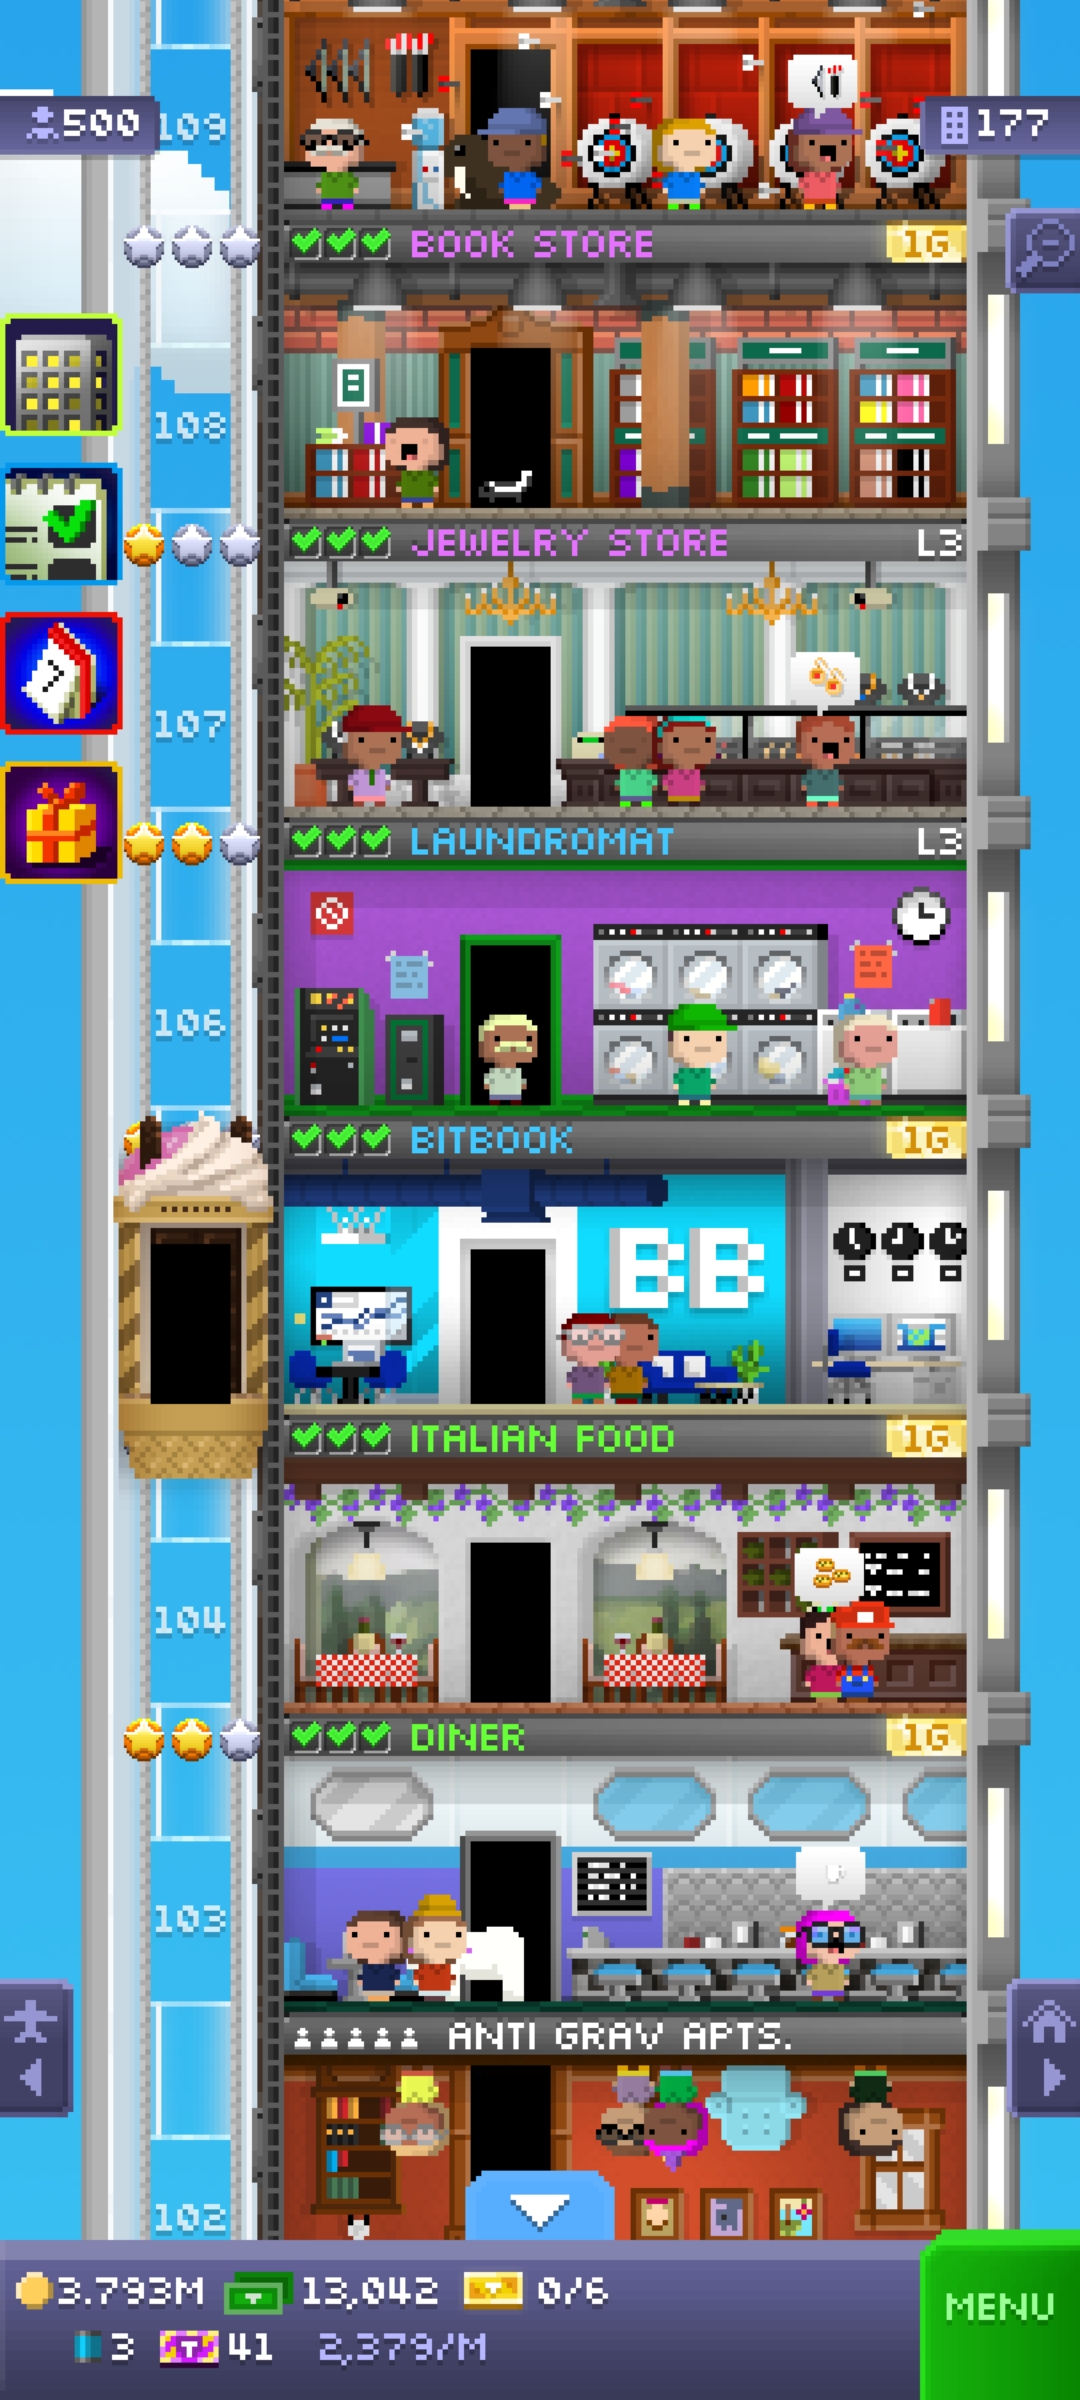 500
109
177
BOOK STORE
1G
108
JEWELRY STORE
L3
7
107
LAUNDROMAT
L3
106
BITBOOK
1G
BB
ITALIAN FOOD
1G
104
DINER
1G
103
ANTI GRAV APTS.
102
3.793M 13,042 0/6
MENU
3 T 41 2,379/M